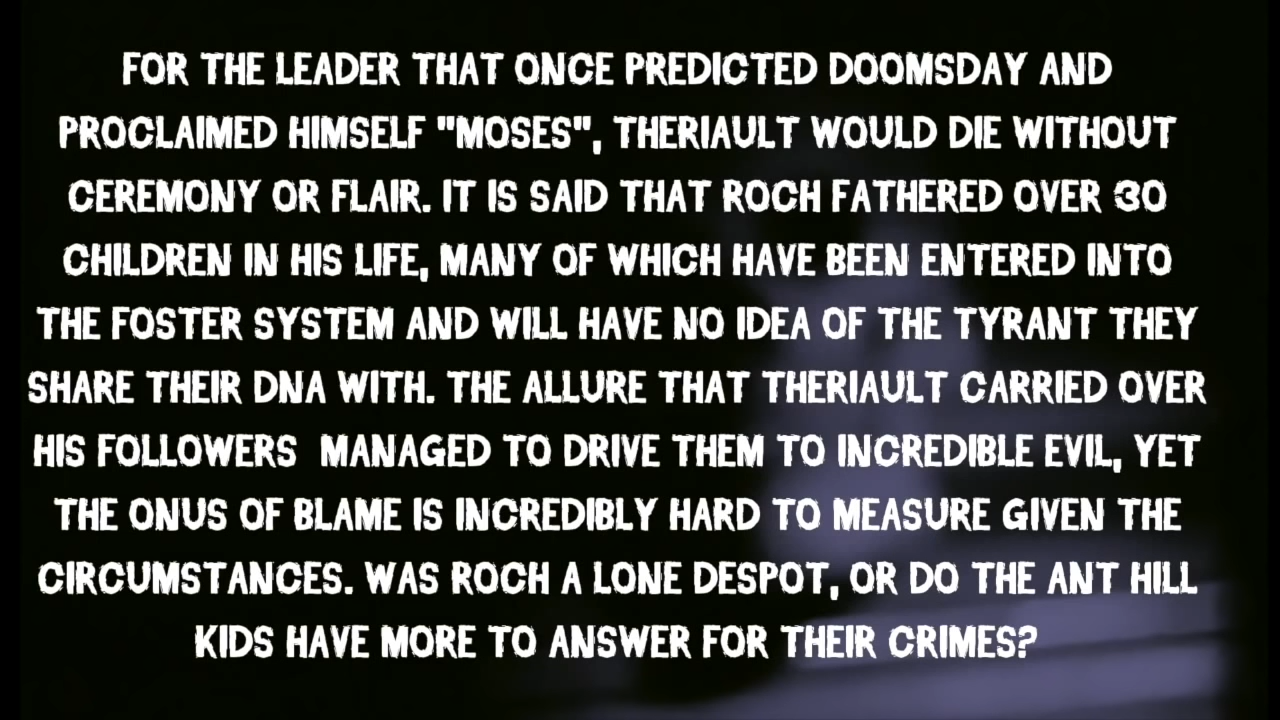 FOR THE LEADER THAT ONCE PREDICTED DOOMSDAY AND
PROCLAIMED HIMSELF "MOSES", THERIAULT WOULD DIE WITHOUT
CEREMONY OR FLAIR. IT IS SAID THAT ROCH FATHERED OVER 30
CHILDREN IN HIS LIFE, MANY OF WHICH HAVE BEEN ENTERED INTO
THE FOSTER SYSTEM AND WILL HAVE NO IDEA OF THE TYRANT THEY
SHARE THEIR DNA WITH. THE ALLURE THAT THERIAULT CARRIED OVER
HIS FOLLOWERS  MANAGED TO DRIVE THEM TO INCREDIBLE EVIL, YET
THE ONUS OF BLAME IS INCREDIBLY HARD TO MEASURE GIVEN THE
CIRCUMSTANCES. WAS ROCH A LONE DESPOT, OR DO THE ANT HILL
KIDS HAVE MORE TO ANSWER FOR THEIR CRIMES?